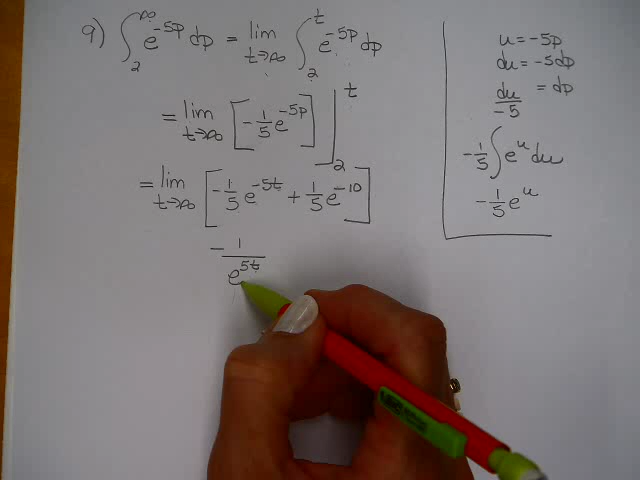 9) ∫₂^∞ e^{-5p} dp = lim_{t→∞} ∫₂^t e^{-5p} dp
= lim_{t→∞} [-1/5 e^{-5p}] |₂^t
= lim_{t→∞} [-1/5 e^{-5t} + 1/5 e^{-10}]
- 1/e^{5t}
u = -5p
du = -5dp
du/-5 = dp
-1/5 ∫ e^u du
-1/5 e^u